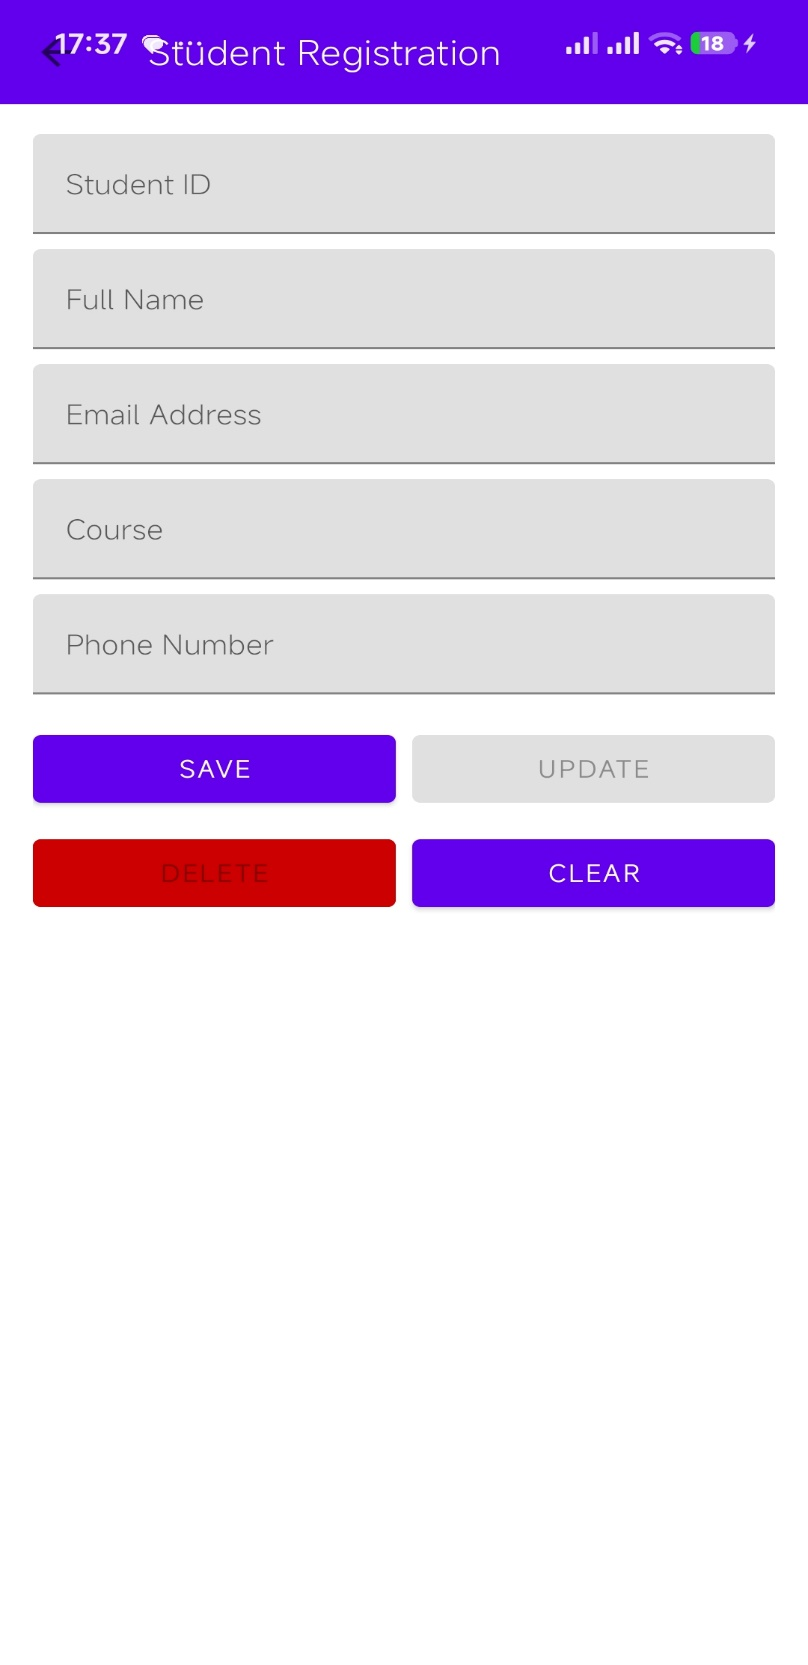 17:37
Student Registration
18
Student ID
Full Name
Email Address
Course
Phone Number
SAVE
UPDATE
DELETE
CLEAR